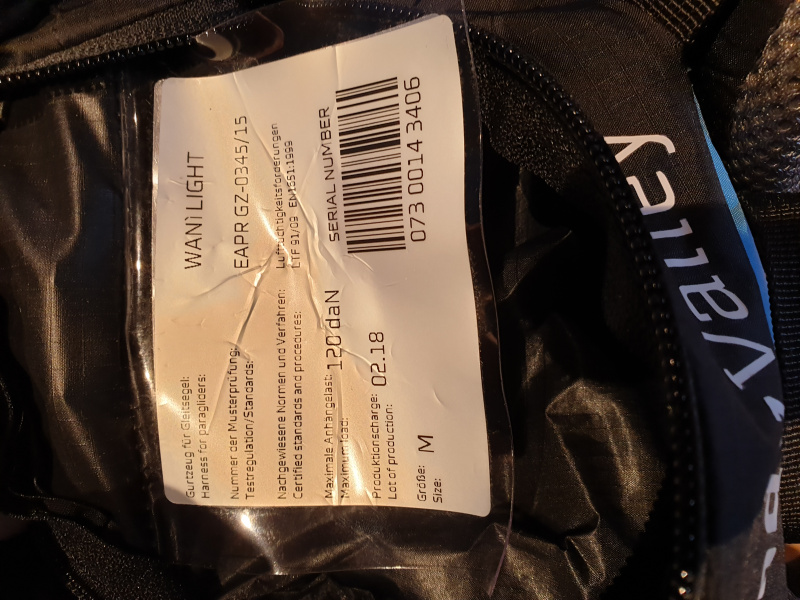 Gurtzeug für Gleitsegel:
Harness for paragliders:
WANi LIGHT
Nummer der Musterprüfung:
Testregulation/Standards:
EAPR GZ-0345/15
Nachgewiesene Normen und Verfahren:
Certified standards and procedures:
Lufttüchtigkeitsforderungen
LTF 91/09 EN1651:1999
Maximale Anhängelast:
Maximum load:
120 daN
Produktionscharge:
Lot of production:
02.18
Größe:
Size:
M
SERIAL NUMBER
073 0014 3406